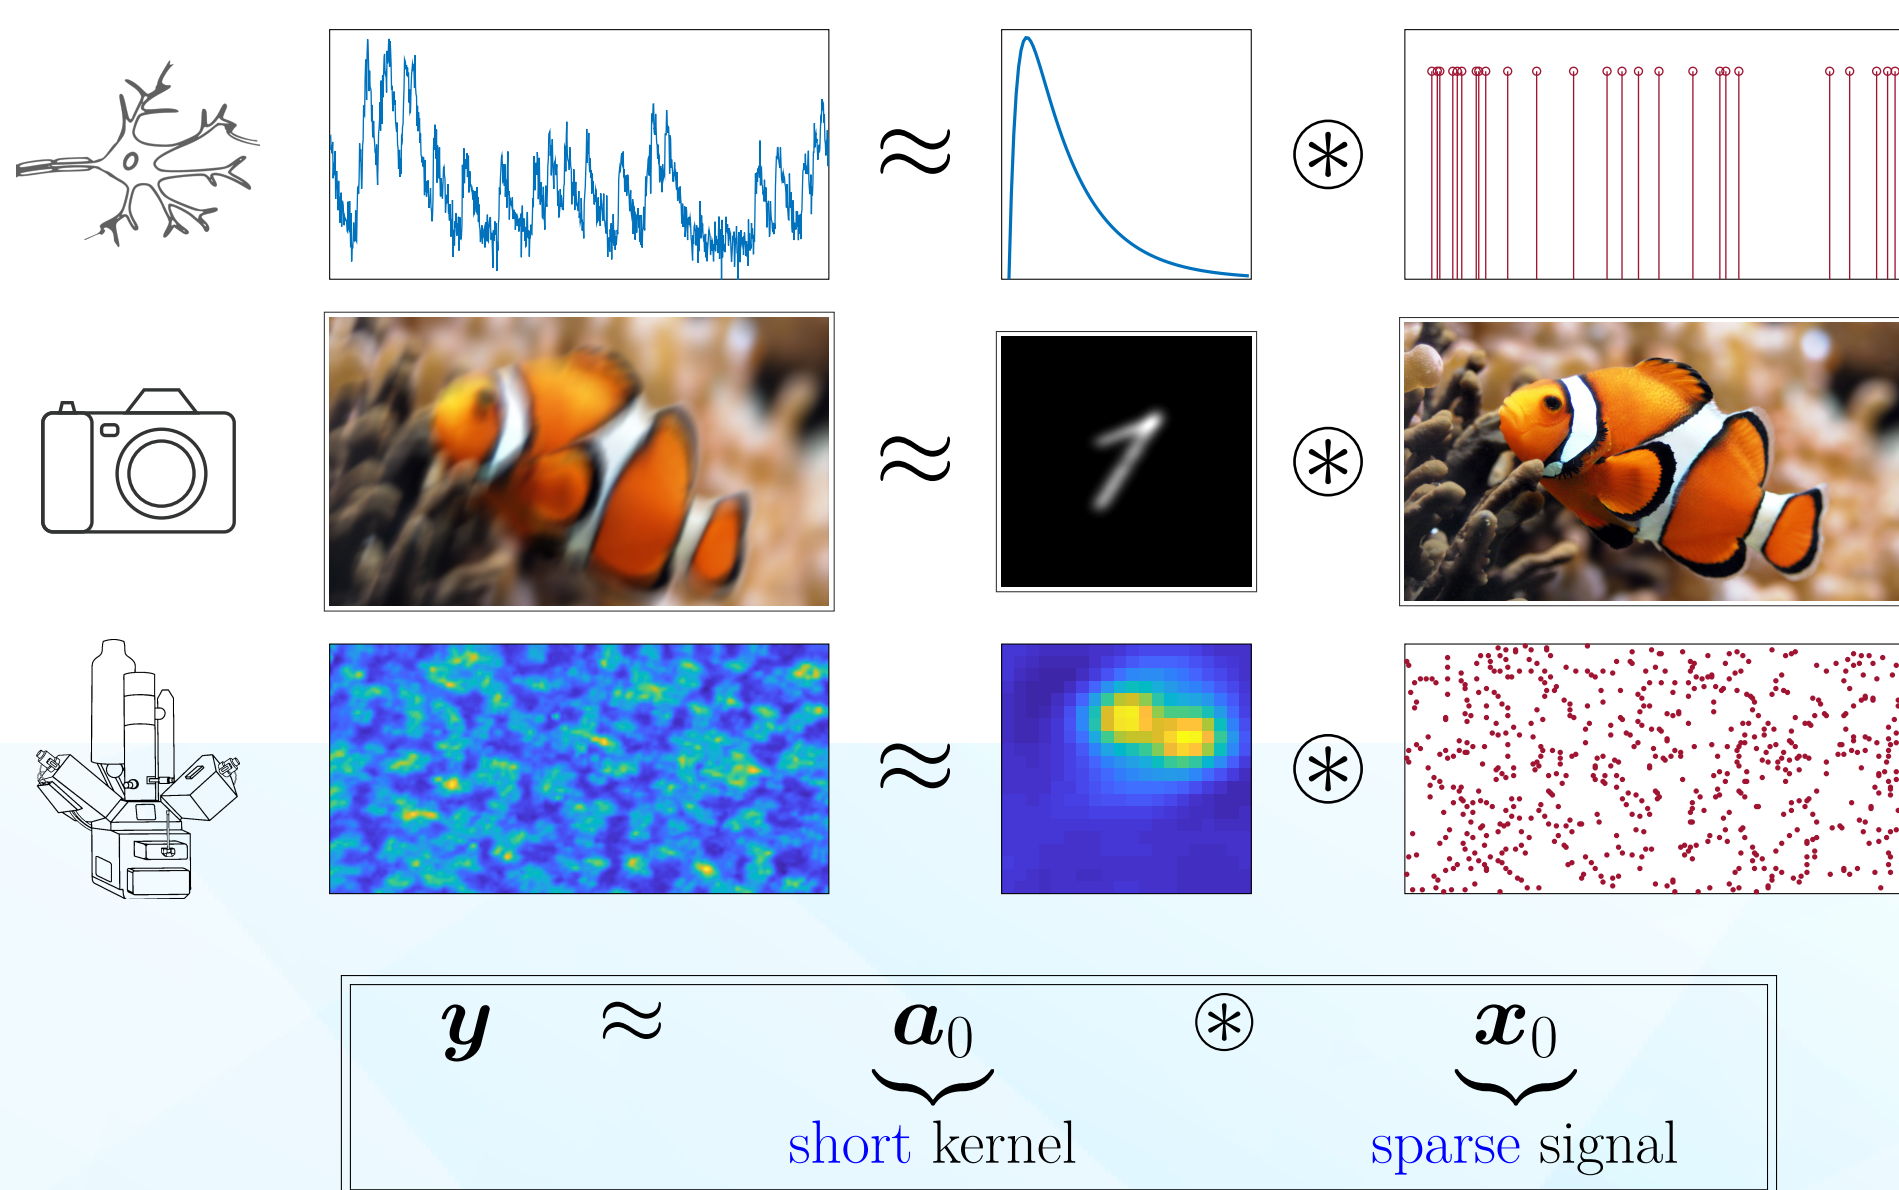 ≈ ⊛
≈ ⊛
≈ ⊛
y ≈ a₀ ⊛ x₀
short kernel sparse signal